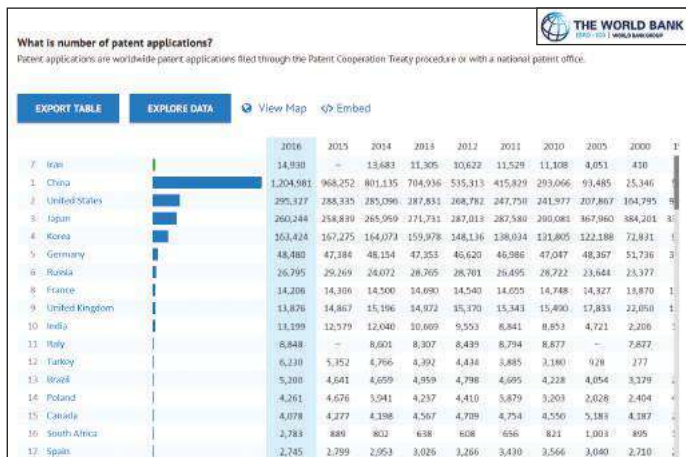 THE WORLD BANK
IBRD • IDA | WORLD BANK GROUP
What is number of patent applications?
Patent applications are worldwide patent applications filed through the Patent Cooperation Treaty procedure or with a national patent office.
EXPORT TABLE EXPLORE DATA View Map </> Embed
2016 2015 2014 2013 2012 2011 2010 2005 2000
7 Iran 14,930 – 13,683 11,305 10,622 11,529 11,108 4,051 410
1 China 1,204,981 968,252 801,135 704,936 535,313 415,829 293,066 93,485 25,346
2 United States 295,327 288,335 285,096 287,831 268,782 247,750 241,977 207,867 164,795
3 Japan 260,244 258,839 265,959 271,731 287,013 287,580 290,081 367,960 384,201
4 Korea 163,424 167,275 164,073 159,978 148,136 138,034 131,805 122,188 72,831
5 Germany 48,480 47,384 48,154 47,353 46,620 46,986 47,047 48,367 51,736
6 Russia 26,795 29,269 24,072 28,765 28,701 26,495 28,722 23,644 23,377
8 France 14,206 14,306 14,500 14,690 14,540 14,655 14,748 14,327 13,870
9 United Kingdom 13,876 14,867 15,196 14,972 15,370 15,343 15,490 17,833 22,050
10 India 13,199 12,579 12,040 10,669 9,553 8,841 8,853 4,721 2,206
11 Italy 8,848 – 8,601 8,307 8,439 8,794 8,877 – 7,877
12 Turkey 6,230 5,352 4,766 4,392 4,434 3,885 3,180 928 277
13 Brazil 5,200 4,641 4,659 4,959 4,798 4,695 4,228 4,054 3,179
14 Poland 4,261 4,676 3,941 4,237 4,410 3,879 3,203 2,028 2,404
15 Canada 4,078 4,277 4,198 4,567 4,709 4,754 4,550 5,183 4,187
16 South Africa 2,783 889 802 638 608 656 821 1,003 895
17 Spain 2,745 2,799 2,953 3,026 3,266 3,430 3,566 3,040 2,710